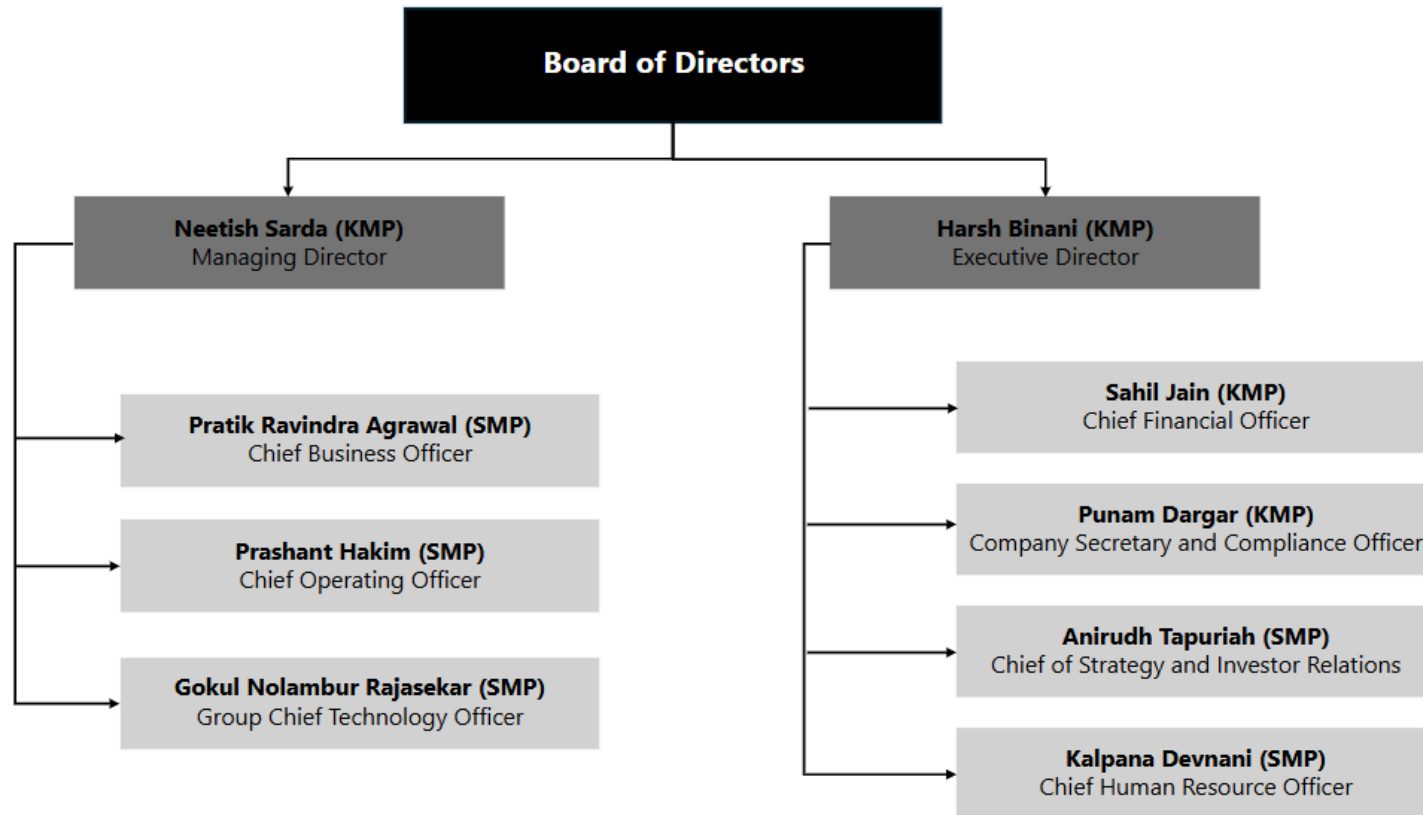 Board of Directors
Neetish Sarda (KMP)
Managing Director
Harsh Binani (KMP)
Executive Director
Pratik Ravindra Agrawal (SMP)
Chief Business Officer
Prashant Hakim (SMP)
Chief Operating Officer
Gokul Nolambur Rajasekar (SMP)
Group Chief Technology Officer
Sahil Jain (KMP)
Chief Financial Officer
Punam Dargar (KMP)
Company Secretary and Compliance Officer
Anirudh Tapuriah (SMP)
Chief of Strategy and Investor Relations
Kalpana Devnani (SMP)
Chief Human Resource Officer